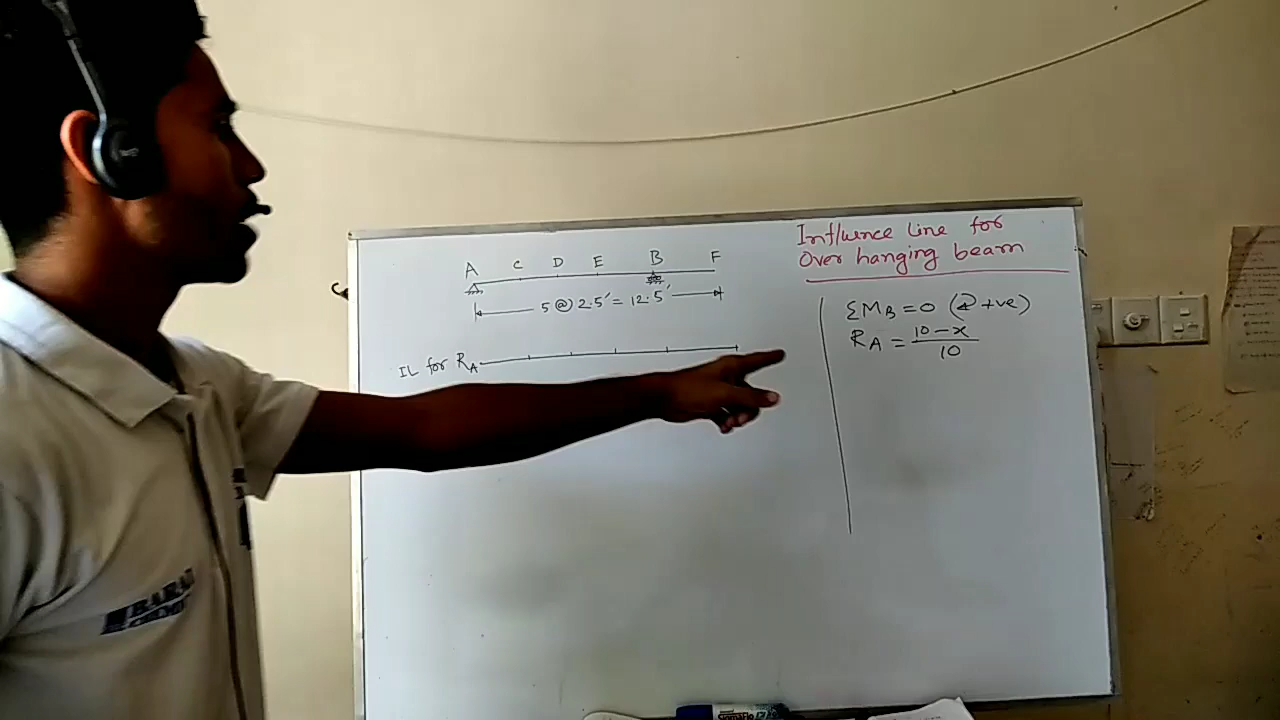 Influence line for
Over hanging beam
A C D E B F
5 @ 2.5' = 12.5'
IL for RA
ΣMB = 0 (↻ +ve)
RA = 10 - x / 10